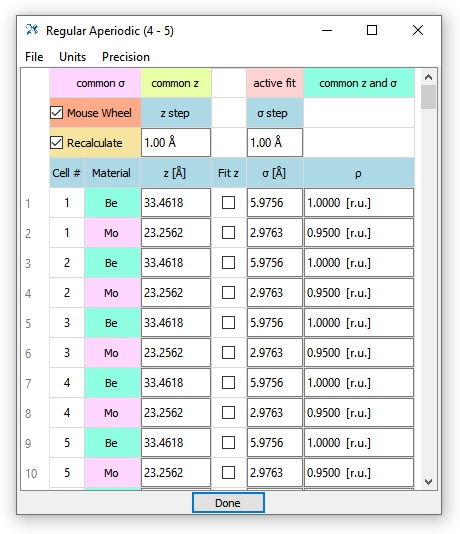 Regular Aperiodic (4 - 5)
File Units Precision
common σ common z active fit common z and σ
Mouse Wheel z step σ step
Recalculate 1.00 Å 1.00 Å
Cell # Material z [Å] Fit z σ [Å] ρ
1 1 Be 33.4618 5.9756 1.0000 [r.u.]
2 1 Mo 23.2562 2.9763 0.9500 [r.u.]
3 2 Be 33.4618 5.9756 1.0000 [r.u.]
4 2 Mo 23.2562 2.9763 0.9500 [r.u.]
5 3 Be 33.4618 5.9756 1.0000 [r.u.]
6 3 Mo 23.2562 2.9763 0.9500 [r.u.]
7 4 Be 33.4618 5.9756 1.0000 [r.u.]
8 4 Mo 23.2562 2.9763 0.9500 [r.u.]
9 5 Be 33.4618 5.9756 1.0000 [r.u.]
10 5 Mo 23.2562 2.9763 0.9500 [r.u.]
Done